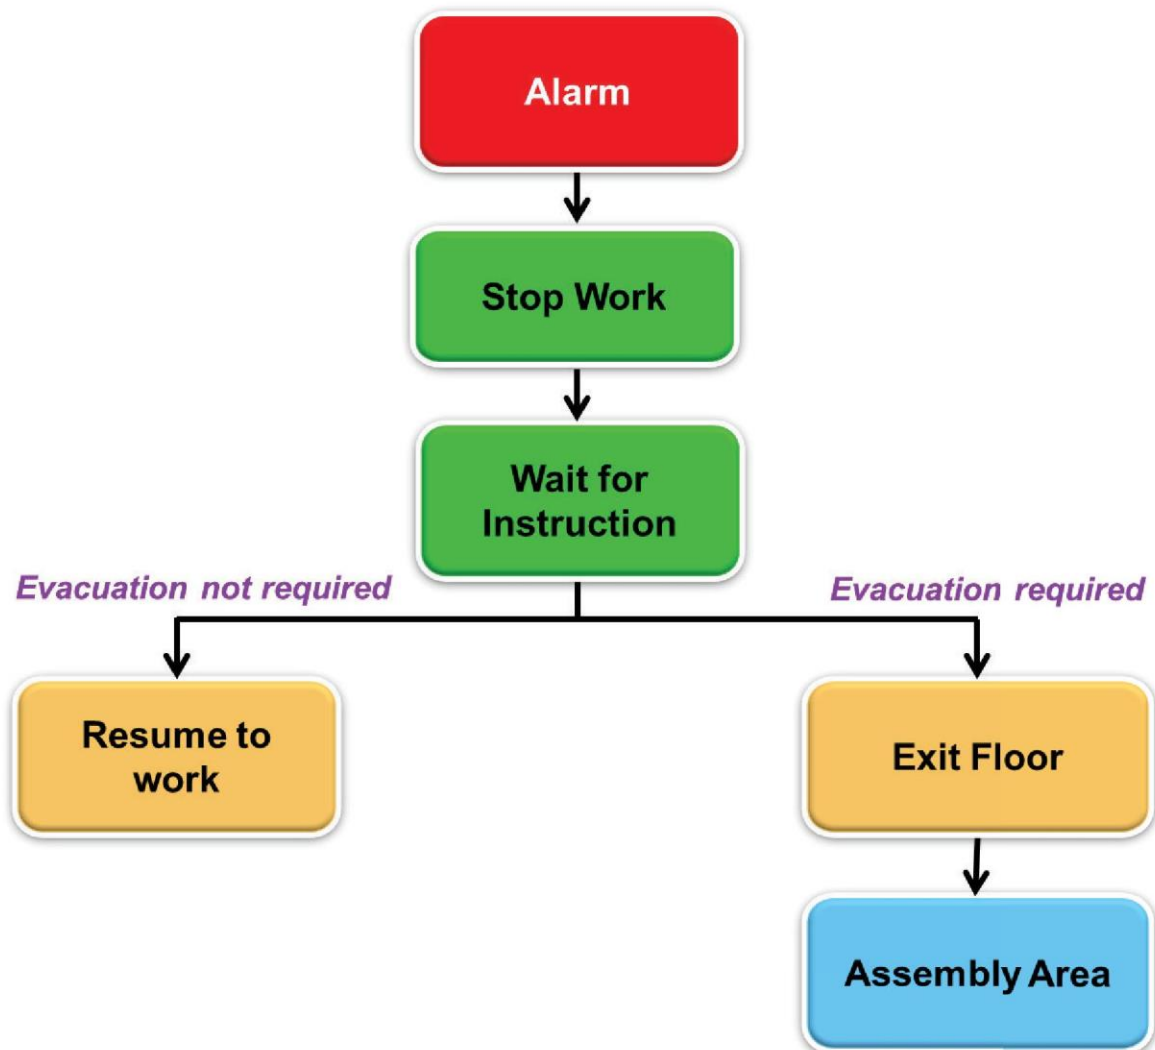 Alarm
Stop Work
Wait for
Instruction
Evacuation not required
Evacuation required
Resume to
work
Exit Floor
Assembly Area